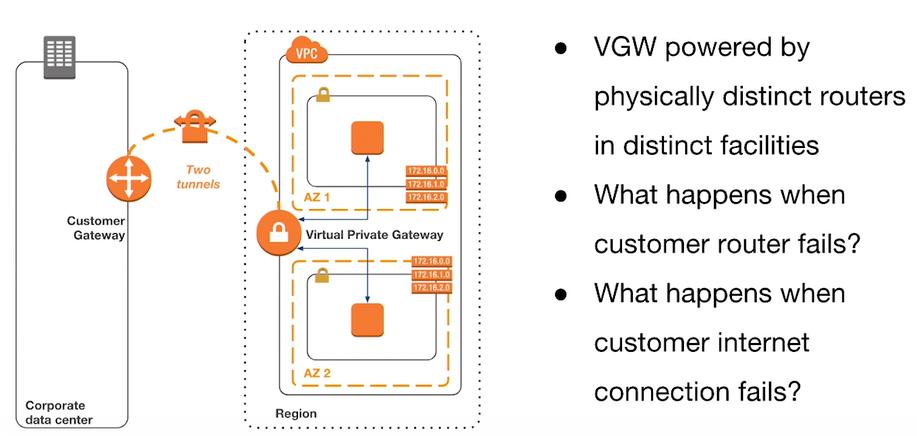 VPC
AZ 1
172.16.0.0
172.16.1.0
172.16.2.0
Two
tunnels
Customer
Gateway
Virtual Private Gateway
172.16.0.0
172.16.1.0
172.16.2.0
AZ 2
Corporate
data center
Region
● VGW powered by
physically distinct routers
in distinct facilities
● What happens when
customer router fails?
● What happens when
customer internet
connection fails?